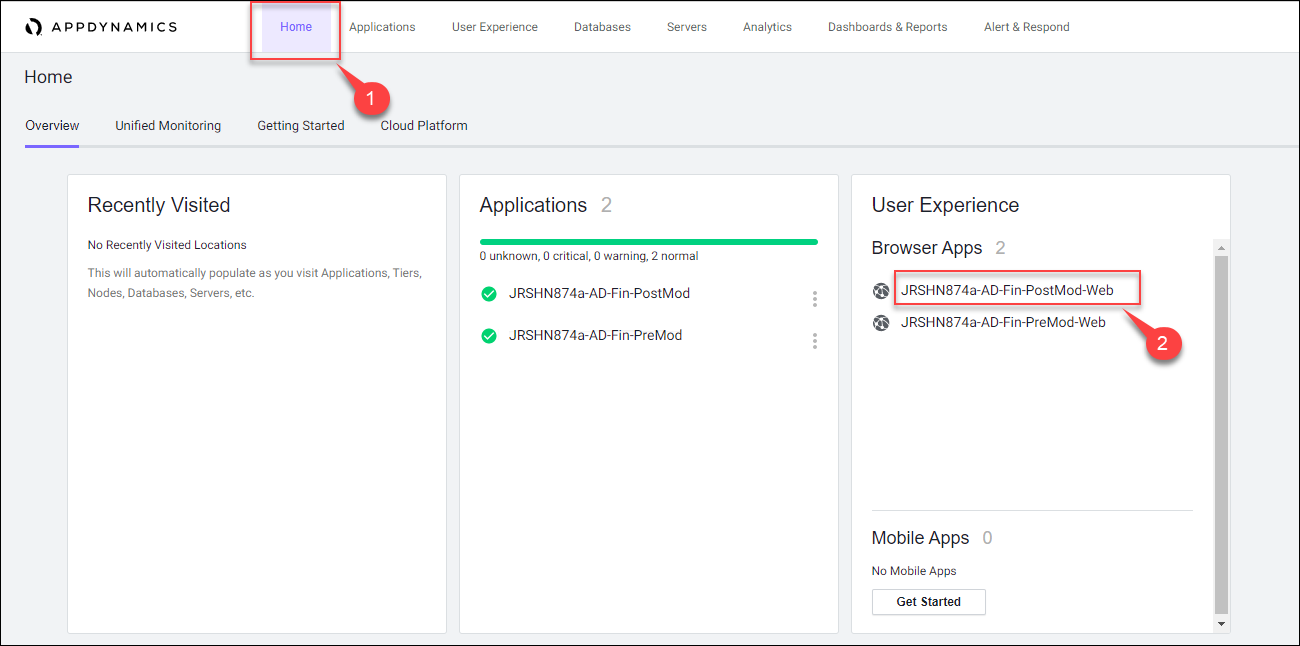 APPDYNAMICS Home Applications User Experience Databases Servers Analytics Dashboards & Reports Alert & Respond
Home
1
Overview Unified Monitoring Getting Started Cloud Platform
Recently Visited
No Recently Visited Locations
This will automatically populate as you visit Applications, Tiers,
Nodes, Databases, Servers, etc.
Applications 2
0 unknown, 0 critical, 0 warning, 2 normal
JRSHN874a-AD-Fin-PostMod
JRSHN874a-AD-Fin-PreMod
User Experience
Browser Apps 2
JRSHN874a-AD-Fin-PostMod-Web
JRSHN874a-AD-Fin-PreMod-Web
2
Mobile Apps 0
No Mobile Apps
Get Started